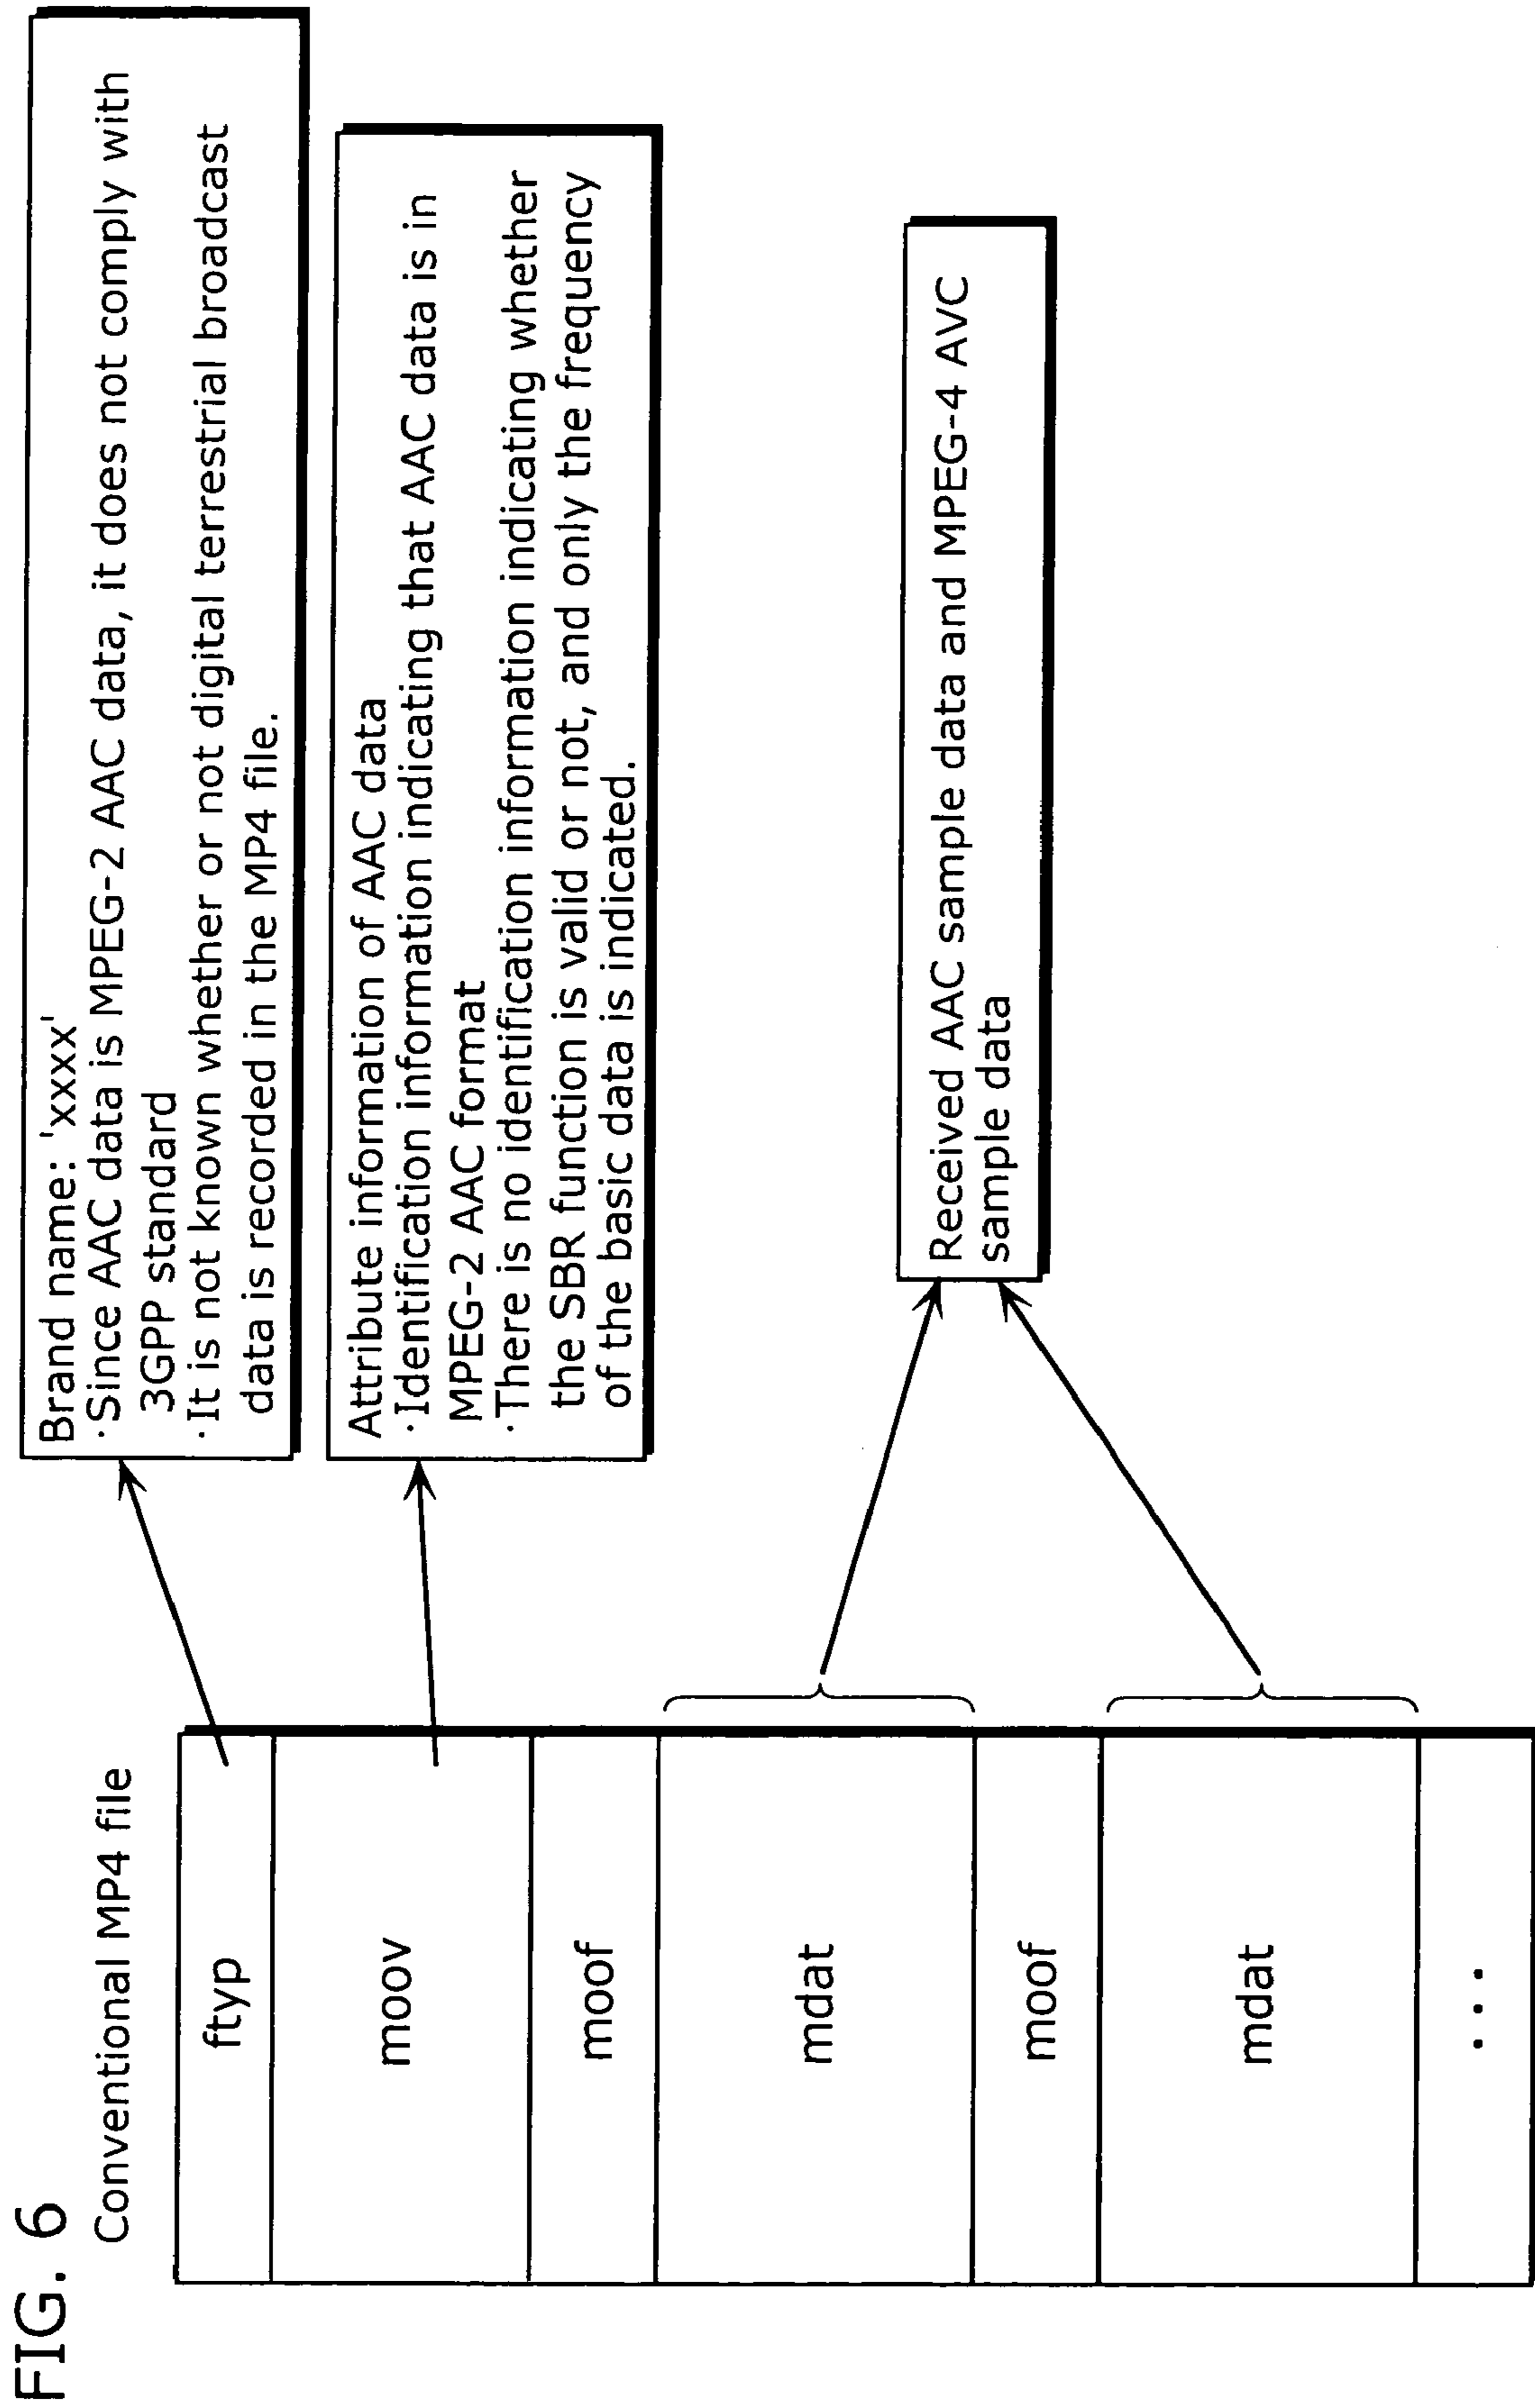 FIG. 6
Conventional MP4 file
ftyp
moov
moof
mdat
moof
mdat
. . .
Brand name: 'xxxx'
·Since AAC data is MPEG-2 AAC data, it does not comply with
3GPP standard
·It is not known whether or not digital terrestrial broadcast
data is recorded in the MP4 file.
Attribute information of AAC data
·Identification information indicating that AAC data is in
MPEG-2 AAC format
·There is no identification information indicating whether
the SBR function is valid or not, and only the frequency
of the basic data is indicated.
Received AAC sample data and MPEG-4 AVC
sample data